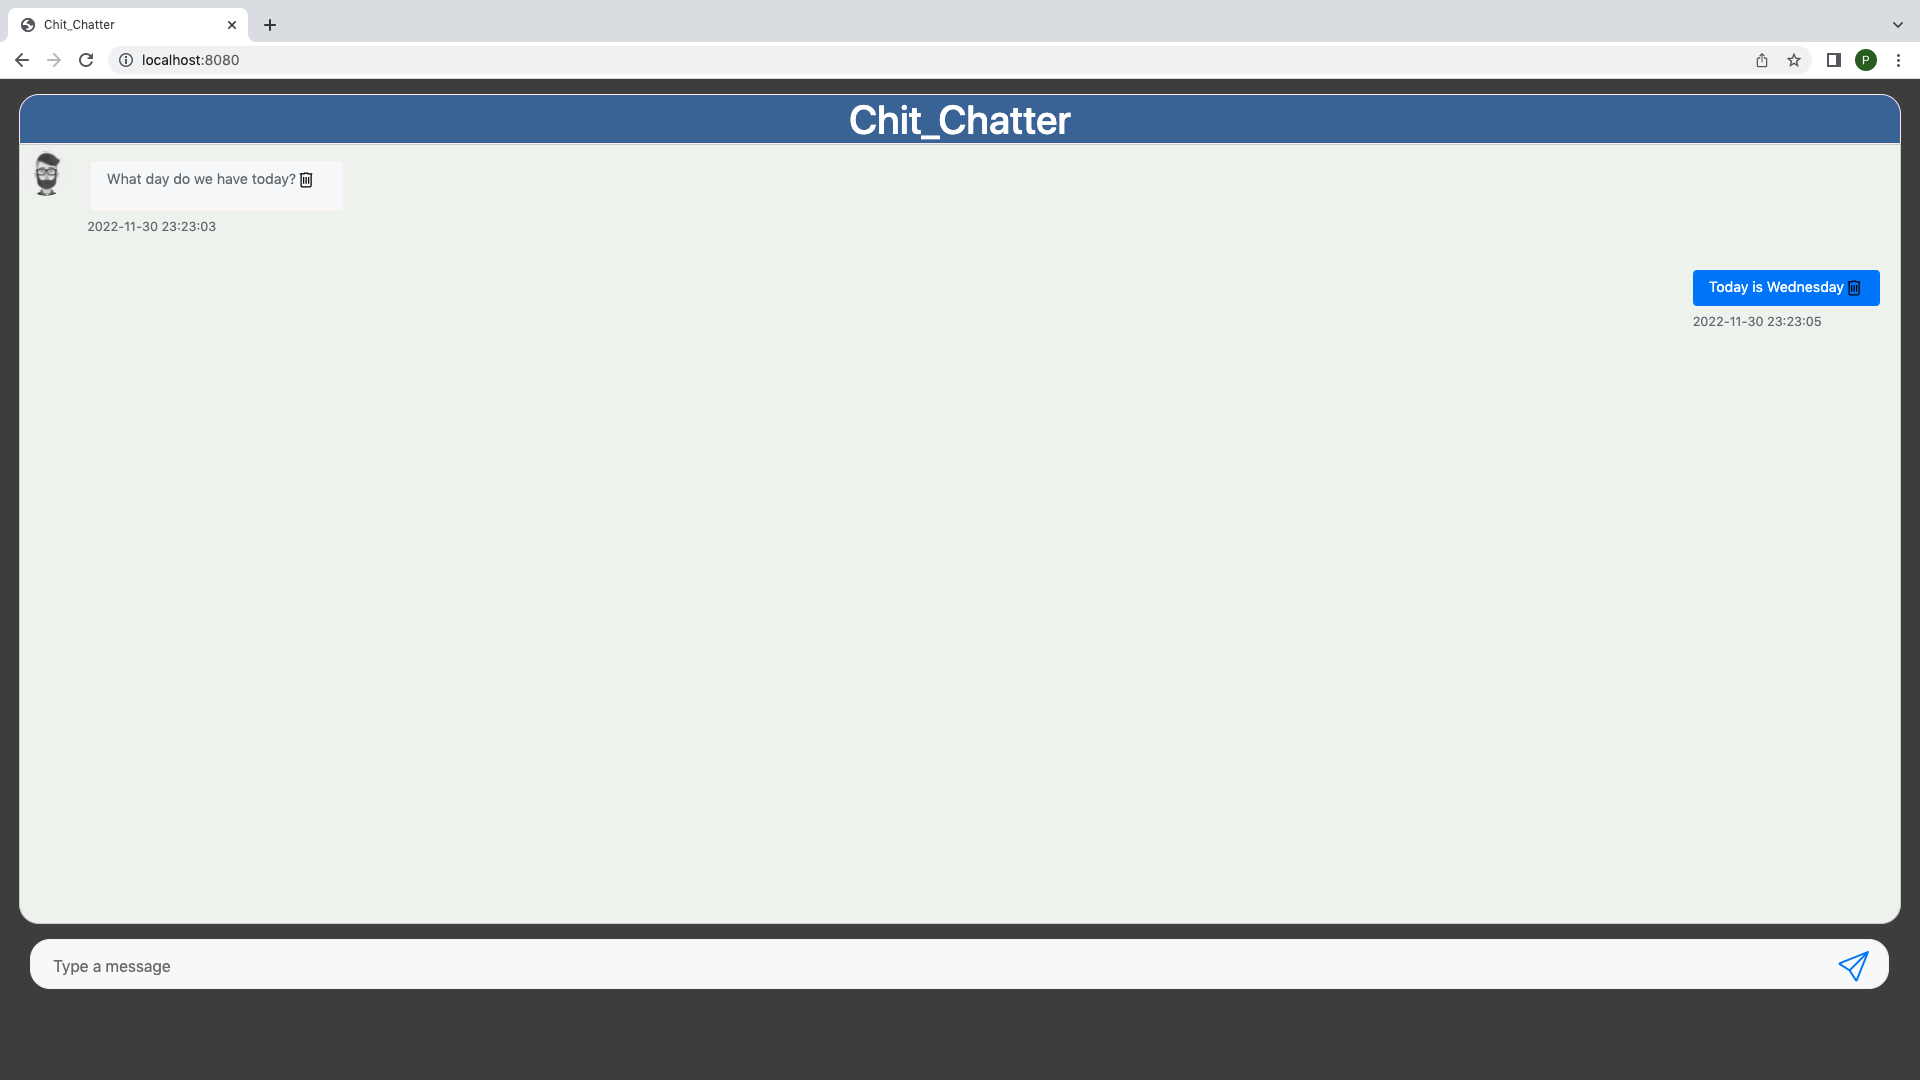 Chit_Chatter
localhost:8080
P
Chit_Chatter
What day do we have today?
2022-11-30 23:23:03
Today is Wednesday
2022-11-30 23:23:05
Type a message